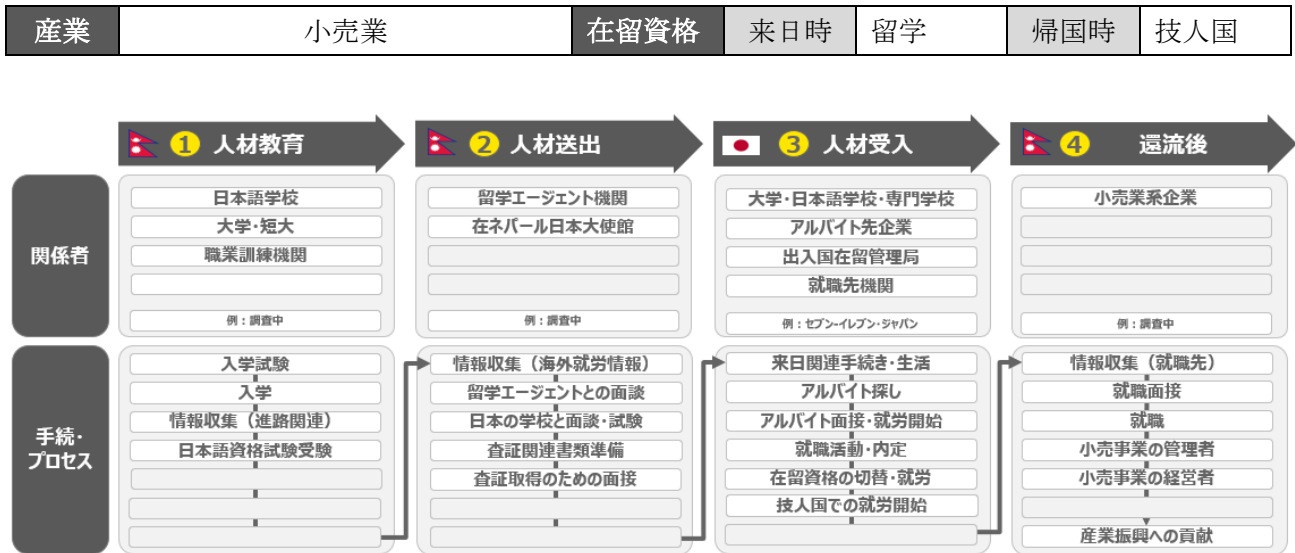 産業 小売業 在留資格 来日時 留学 帰国時 技人国
① 人材教育 ② 人材送出 ③ 人材受入 ④ 還流後
関係者
日本語学校
大学・短大
職業訓練機関
例：調査中
留学エージェント機関
在ネパール日本大使館
例：調査中
大学・日本語学校・専門学校
アルバイト先企業
出入国在留管理局
就職先機関
例：セブン-イレブン・ジャパン
小売業系企業
例：調査中
手続・
プロセス
入学試験
入学
情報収集（進路関連）
日本語資格試験受験
情報収集（海外就労情報）
留学エージェントとの面談
日本の学校と面談・試験
査証関連書類準備
査証取得のための面接
来日関連手続き・生活
アルバイト探し
アルバイト面接・就労開始
就職活動・内定
在留資格の切替・就労
技人国での就労開始
情報収集（就職先）
就職面接
就職
小売事業の管理者
小売事業の経営者
産業振興への貢献